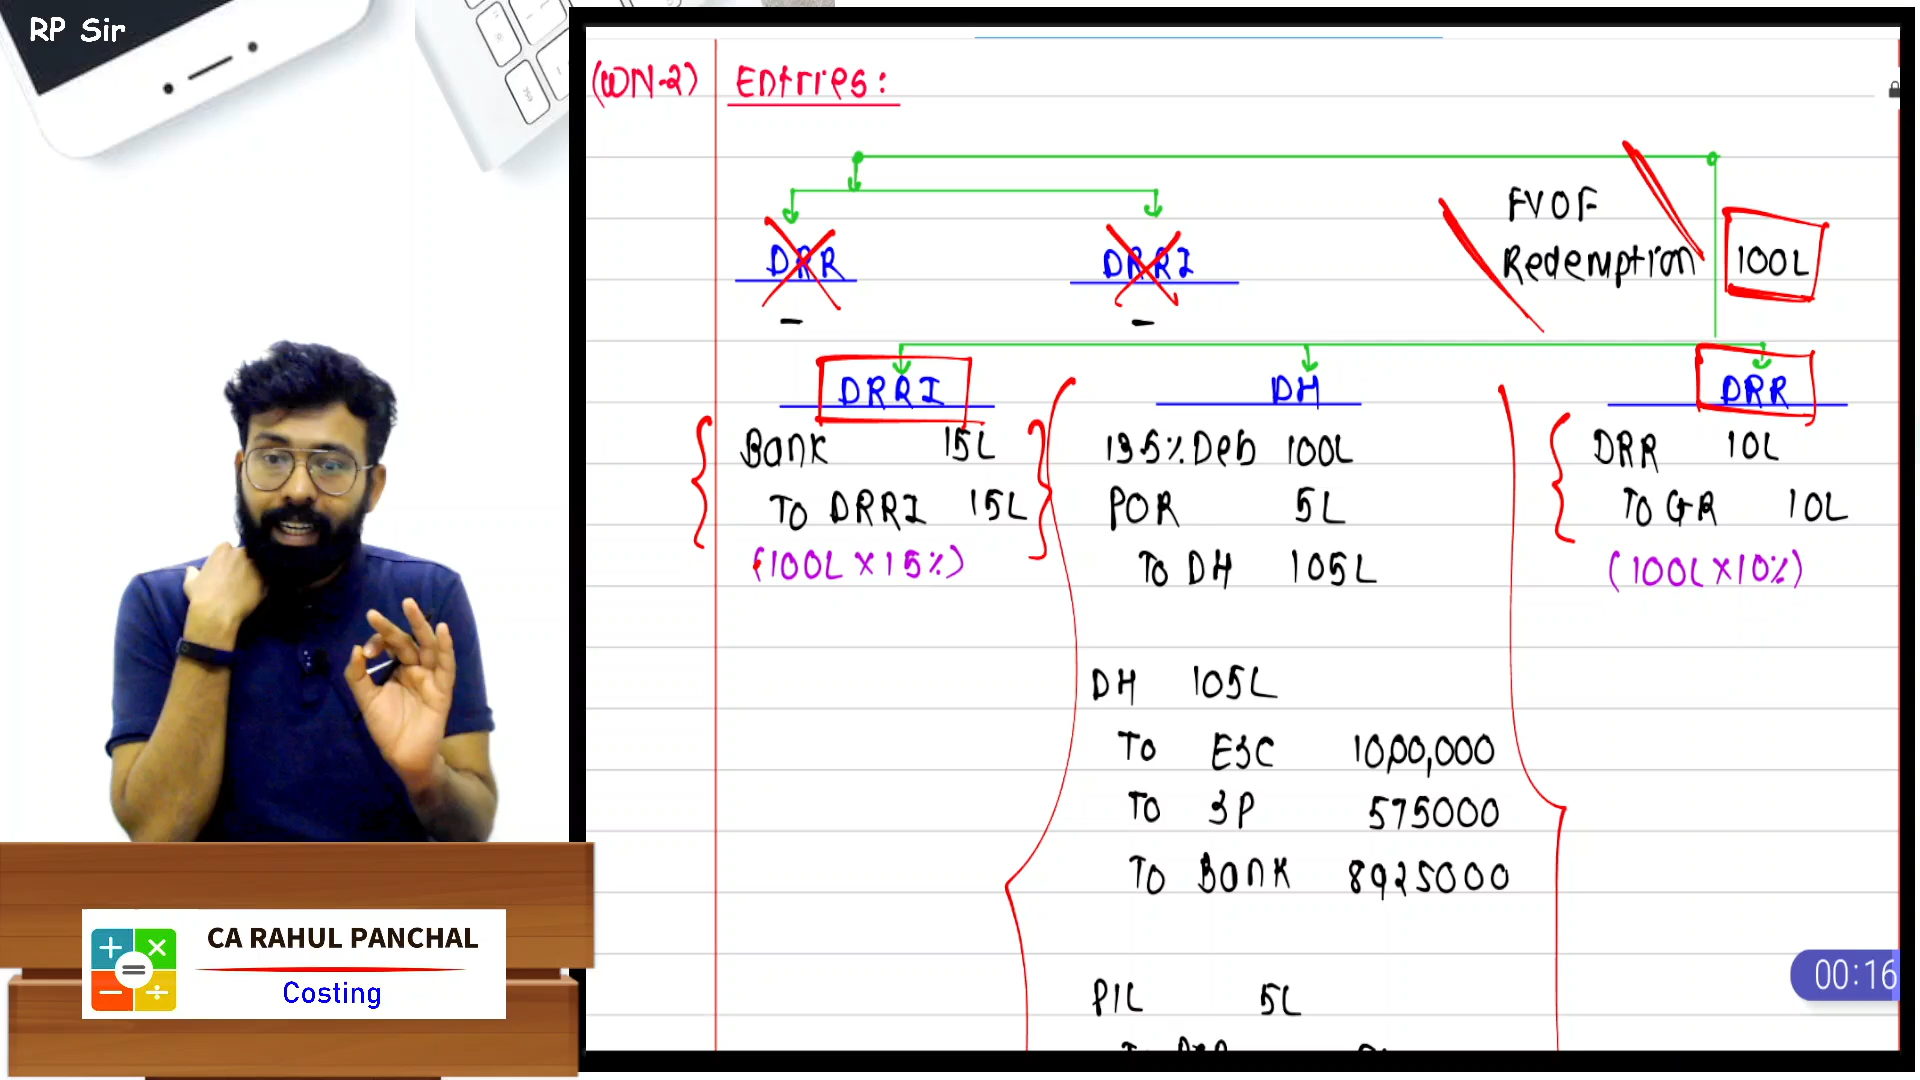 RP Sir
(WN-2) Entries:
FVOF
Redemption 100L
DRR DRRI
- -
DRRI DH DRR
Bank 15L 13.5% Deb 100L DRR 10L
To DRRI 15L POR 5L To GR 10L
(100L X 15%) To DH 105L (100L X 10%)
DH 105L
To ESC 1000,000
To SP 575000
To Bank 8925000
P/L 5L
CA RAHUL PANCHAL
Costing
00:16